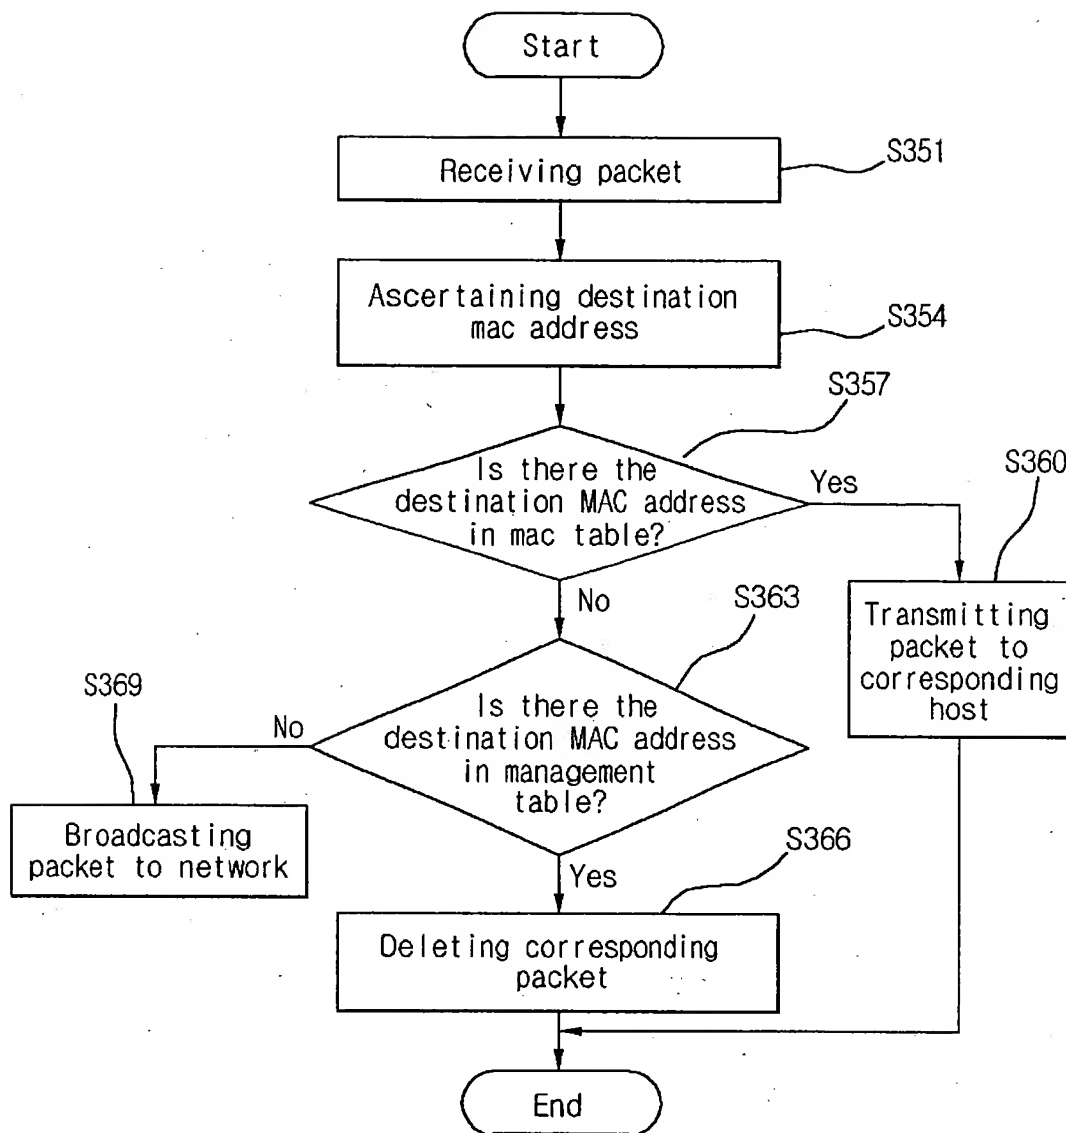 Start
Receiving packet
S351
Ascertaining destination
mac address
S354
S357
Is there the
destination MAC address
in mac table?
Yes
S360
No
Transmitting
packet to
corresponding
host
S363
S369
Is there the
destination MAC address
in management
table?
No
Broadcasting
packet to network
Yes
S366
Deleting corresponding
packet
End